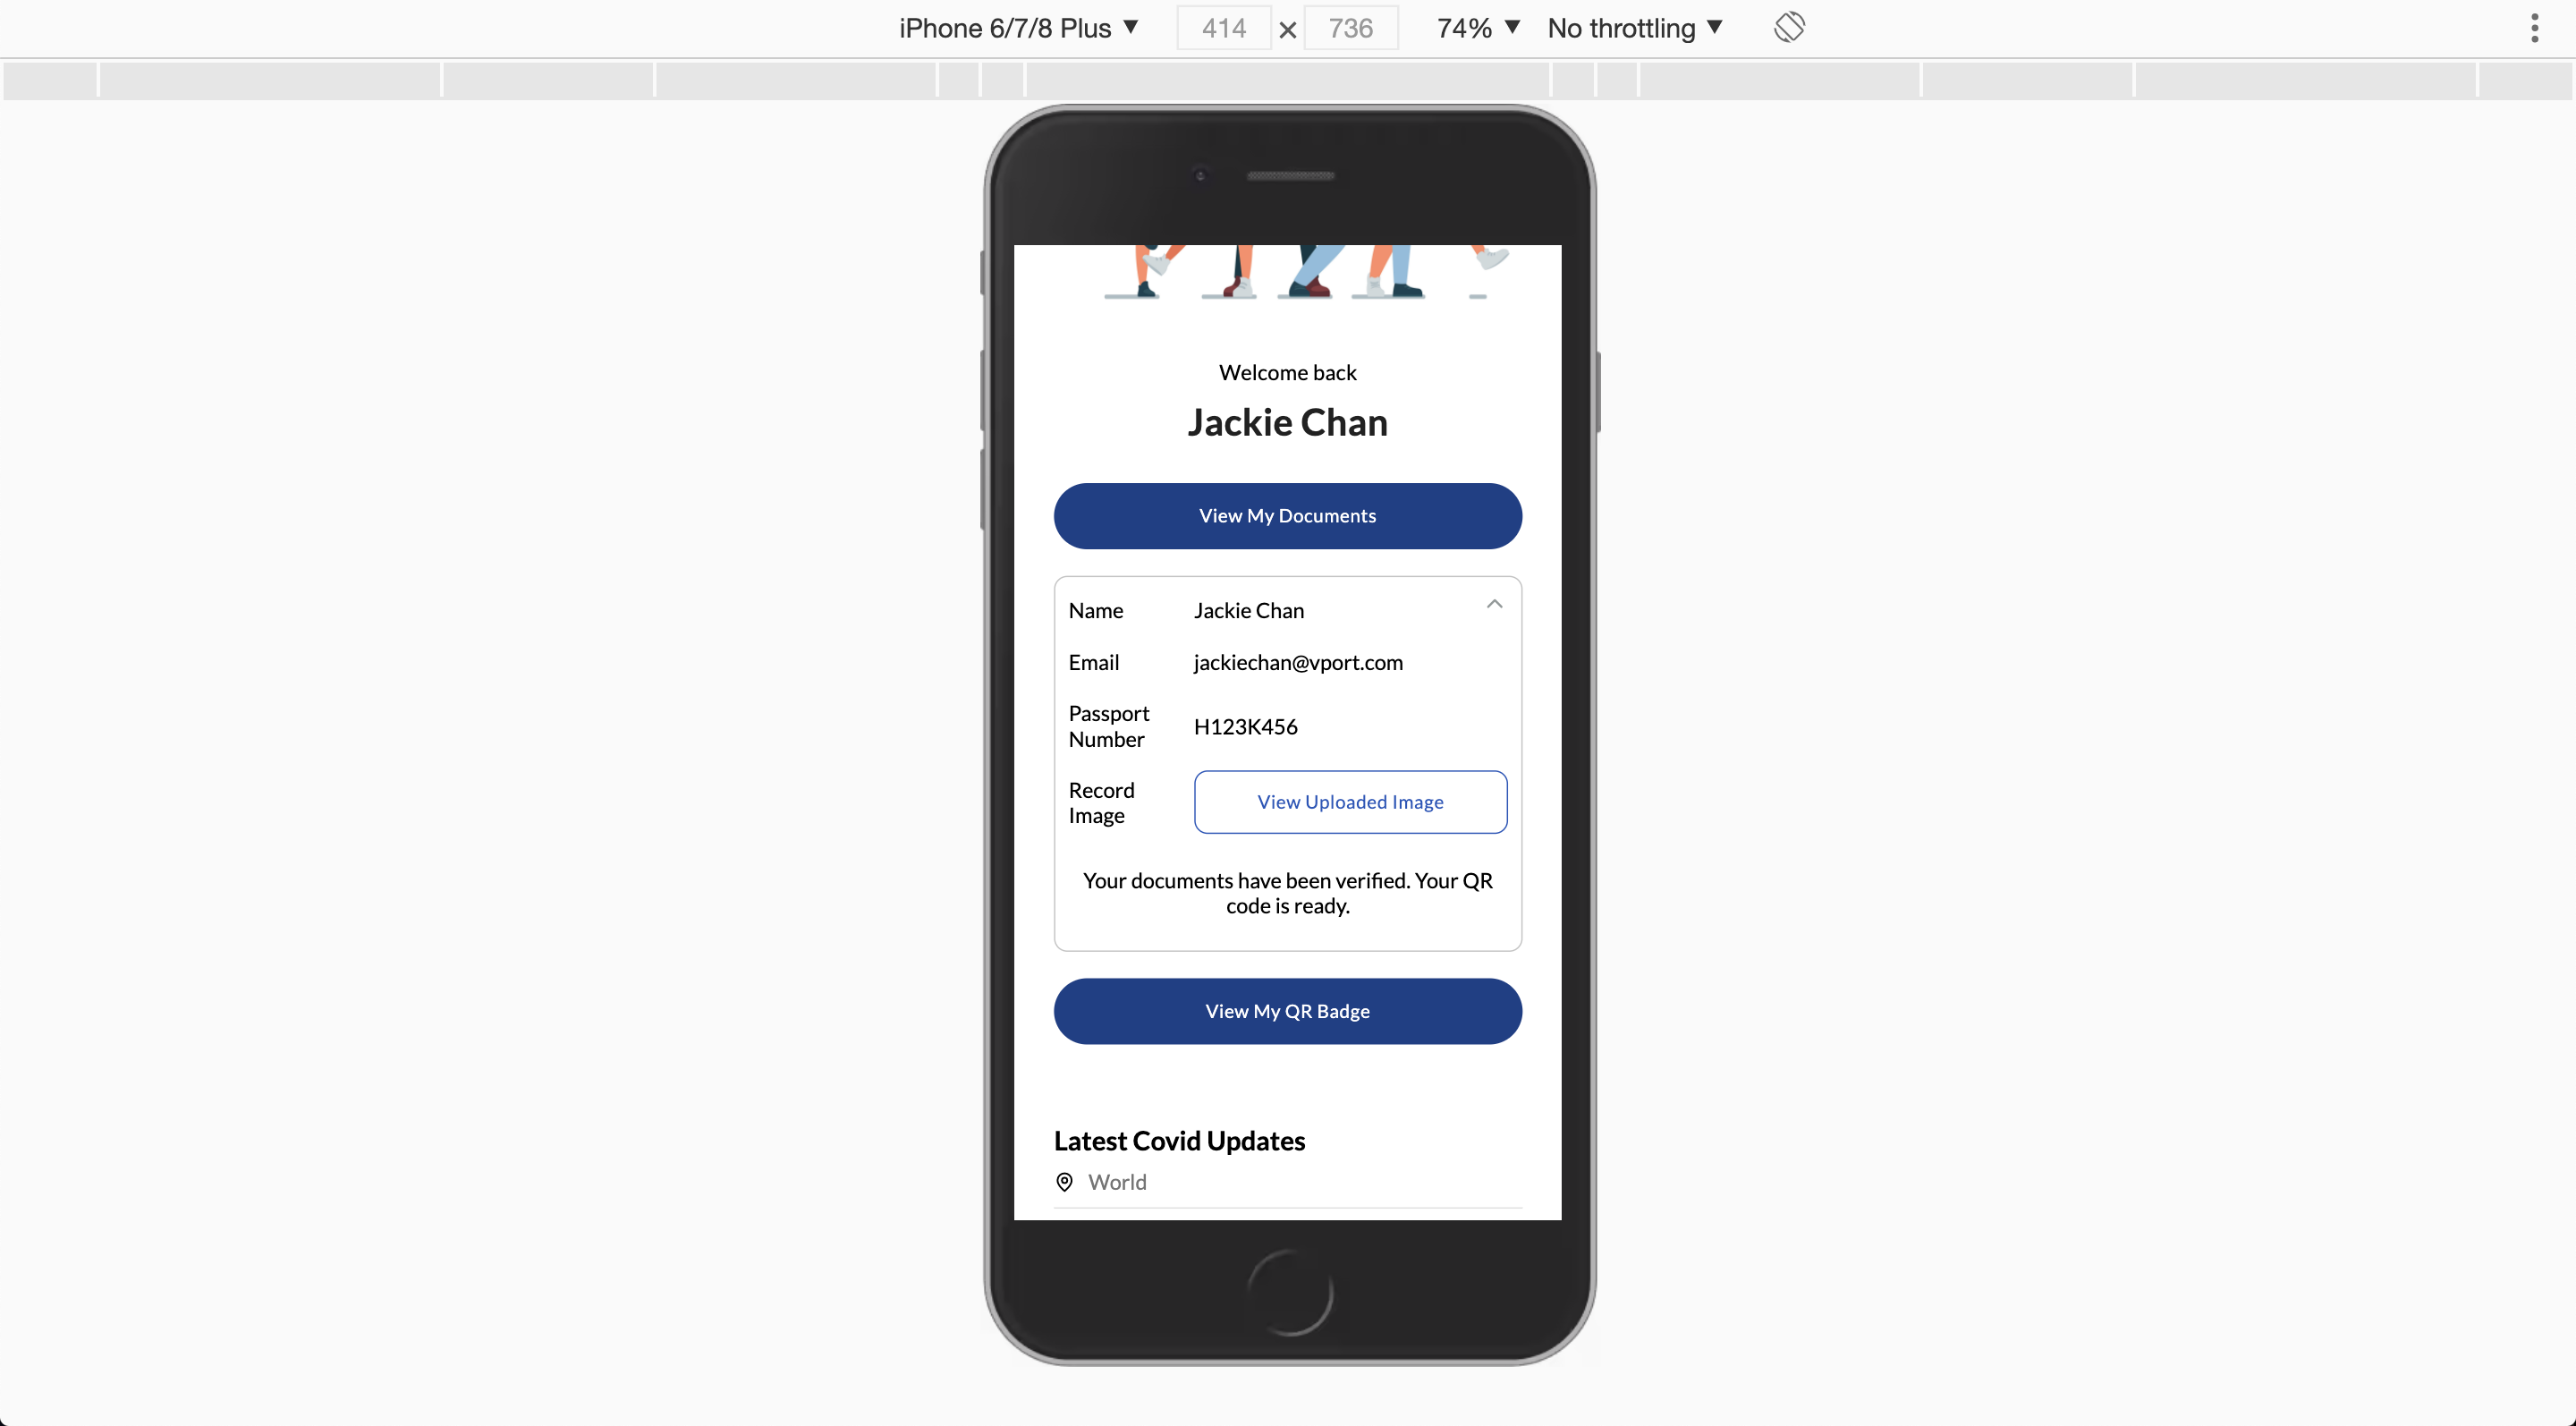 iPhone 6/7/8 Plus ▼ 414 × 736 74% ▼ No throttling ▼
Welcome back
Jackie Chan
View My Documents
Name Jackie Chan
Email jackiechan@vport.com
Passport
Number
H123K456
Record
Image
View Uploaded Image
Your documents have been verified. Your QR
code is ready.
View My QR Badge
Latest Covid Updates
World